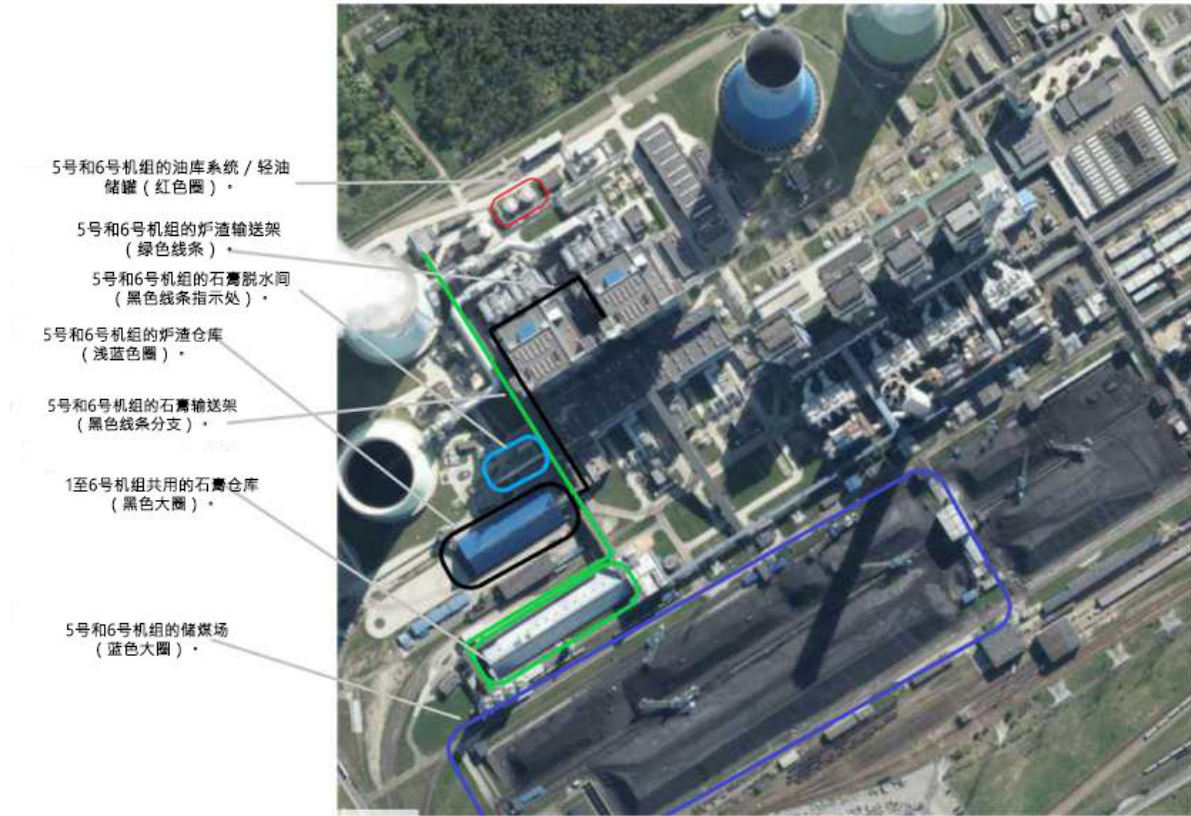 5号和6号机组的油库系统 / 轻油
储罐（红色圈）。
5号和6号机组的炉渣输送架
（绿色线条）。
5号和6号机组的石膏脱水间
（黑色线条指示处）。
5号和6号机组的炉渣仓库
（浅蓝色圈）。
5号和6号机组的石膏输送架
（黑色线条分支）。
1至6号机组共用的石膏仓库
（黑色大圈）。
5号和6号机组的储煤场
（蓝色大圈）。